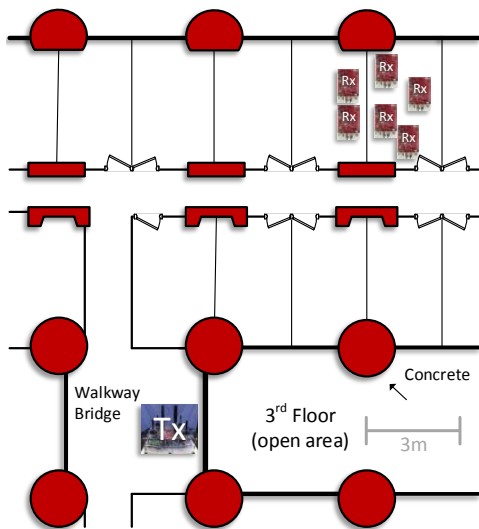 Rx
Rx
Rx
Rx
Rx
Rx
Concrete
Walkway
Bridge
Tx
3rd Floor
(open area)
3m